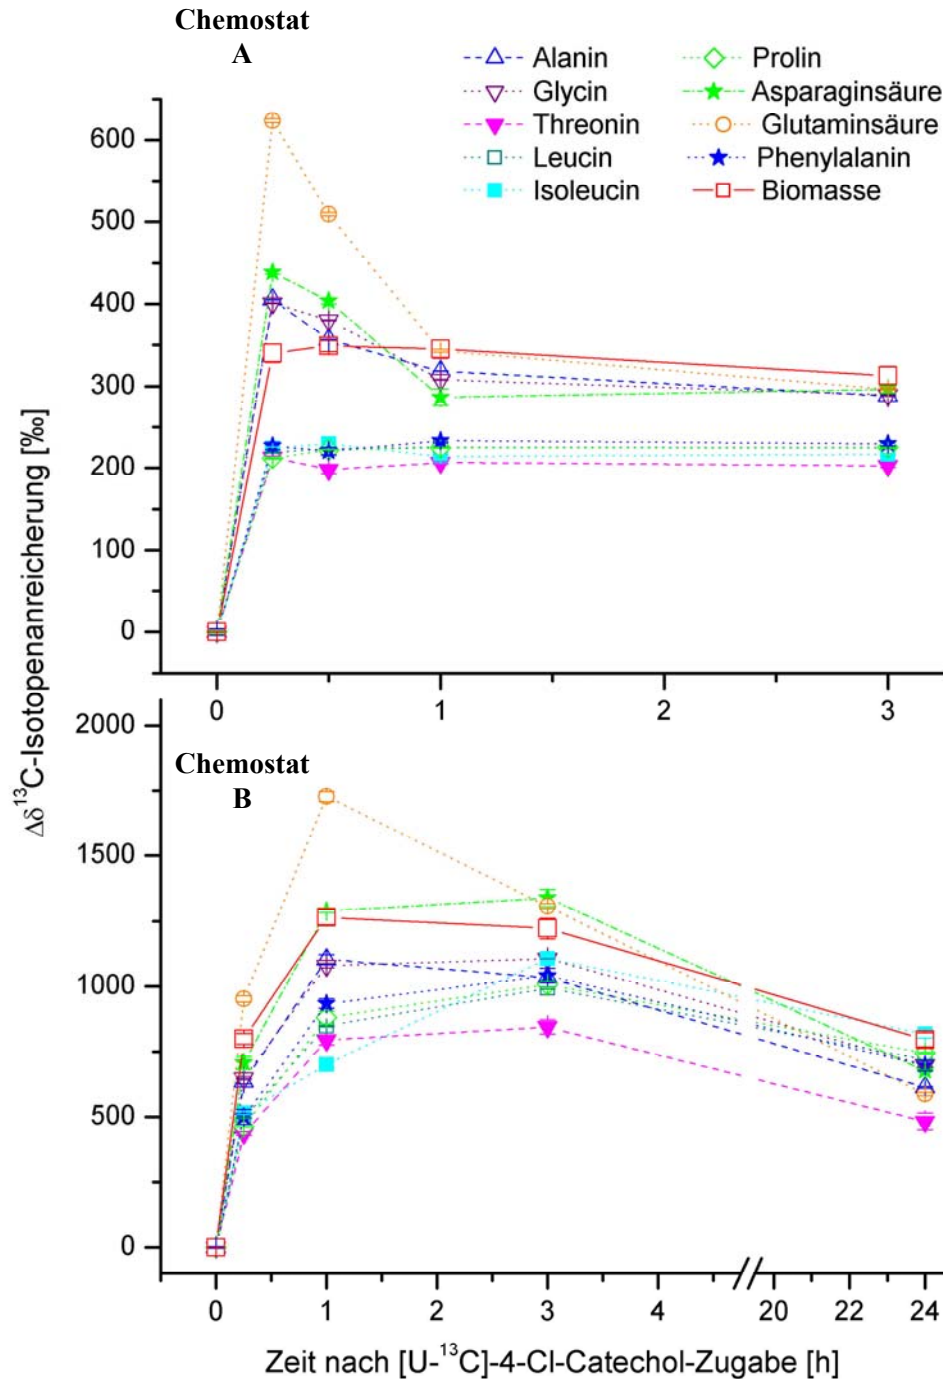 Chemostat
A
Alanin
Glycin
Threonin
Leucin
Isoleucin
Prolin
Asparaginsäure
Glutaminsäure
Phenylalanin
Biomasse
600
500
400
300
200
100
0
0 1 2 3
Δδ¹³C-Isotopenanreicherung [‰]
Chemostat
B
2000
1500
1000
500
0
0 1 2 3 4 20 22 24
Zeit nach [U-¹³C]-4-Cl-Catechol-Zugabe [h]